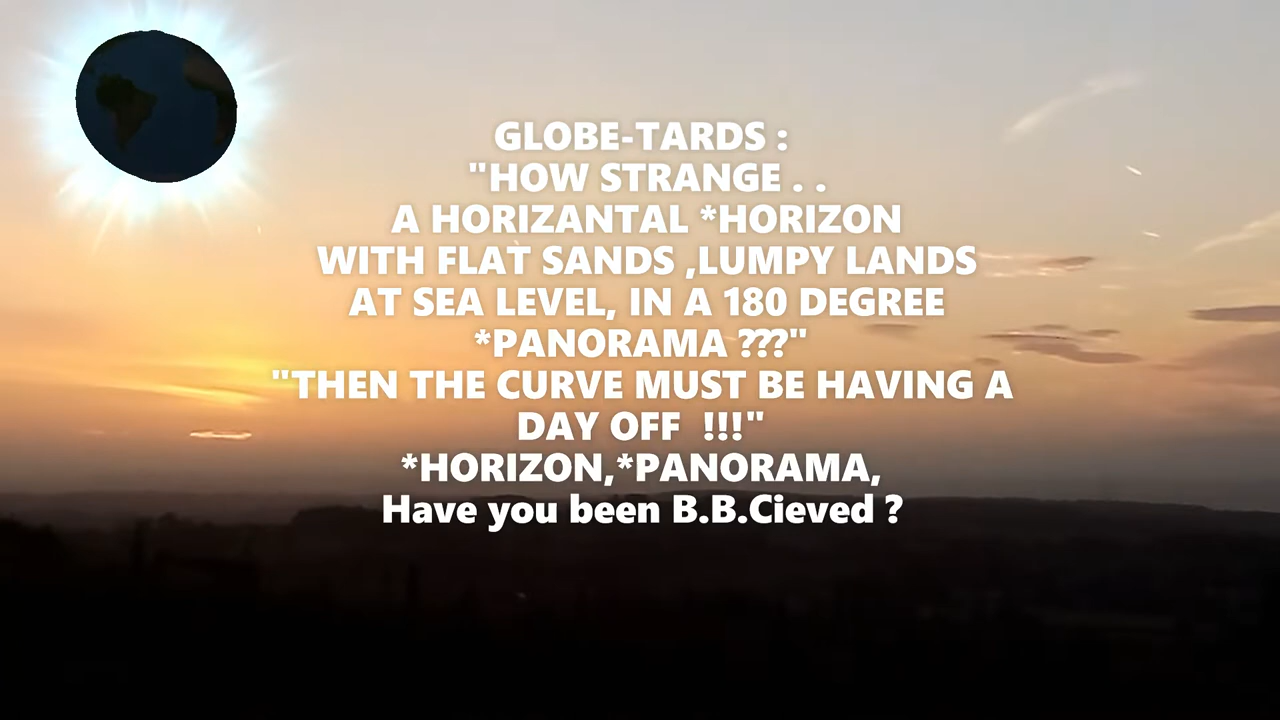 GLOBE-TARDS :
"HOW STRANGE . .
A HORIZANTAL *HORIZON
WITH FLAT SANDS ,LUMPY LANDS
AT SEA LEVEL, IN A 180 DEGREE
*PANORAMA ???"
"THEN THE CURVE MUST BE HAVING A
DAY OFF !!!"
*HORIZON,*PANORAMA,
Have you been B.B.Cieved ?